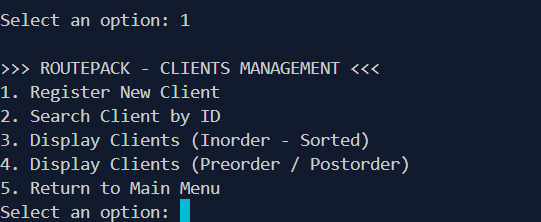 Select an option: 1
>>> ROUTEPACK - CLIENTS MANAGEMENT <<<
1. Register New Client
2. Search Client by ID
3. Display Clients (Inorder - Sorted)
4. Display Clients (Preorder / Postorder)
5. Return to Main Menu
Select an option: